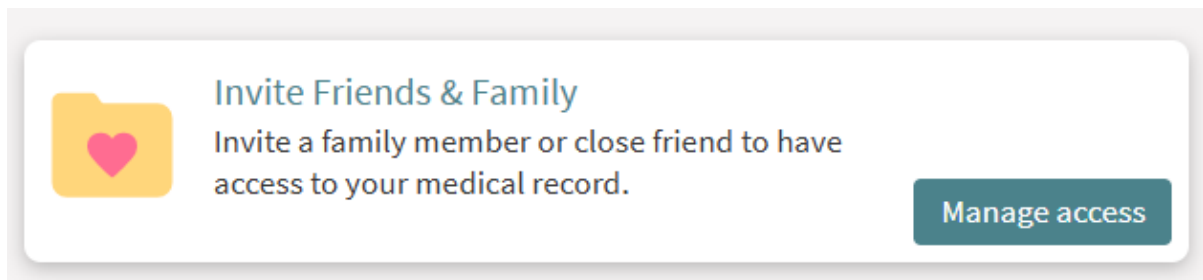 Invite Friends & Family
Invite a family member or close friend to have
access to your medical record.
Manage access